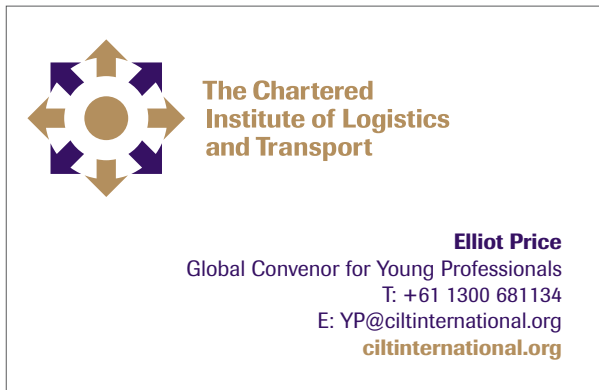 The Chartered
Institute of Logistics
and Transport
Elliot Price
Global Convenor for Young Professionals
T: +61 1300 681134
E: YP@ciltinternational.org
ciltinternational.org